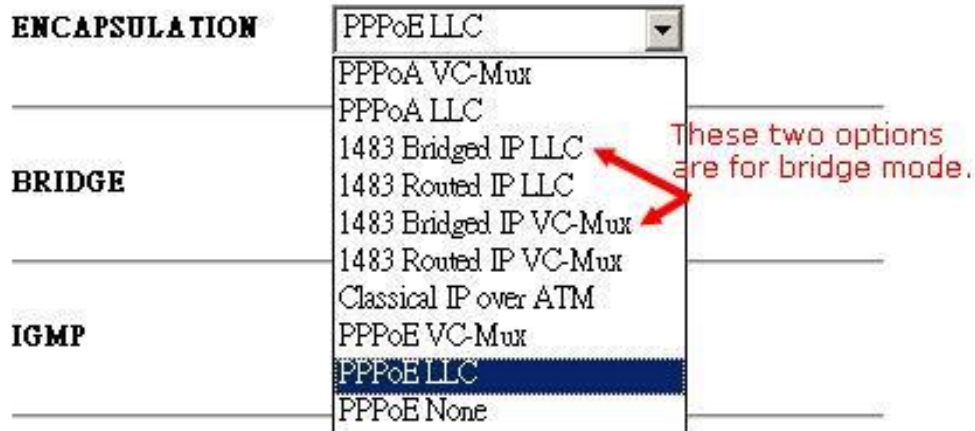 ENCAPSULATION
PPPoE LLC
PPPoA VC-Mux
PPPoA LLC
1483 Bridged IP LLC
These two options
are for bridge mode.
BRIDGE
1483 Routed IP LLC
1483 Bridged IP VC-Mux
1483 Routed IP VC-Mux
Classical IP over ATM
IGMP
PPPoE VC-Mux
PPPoE LLC
PPPoE None